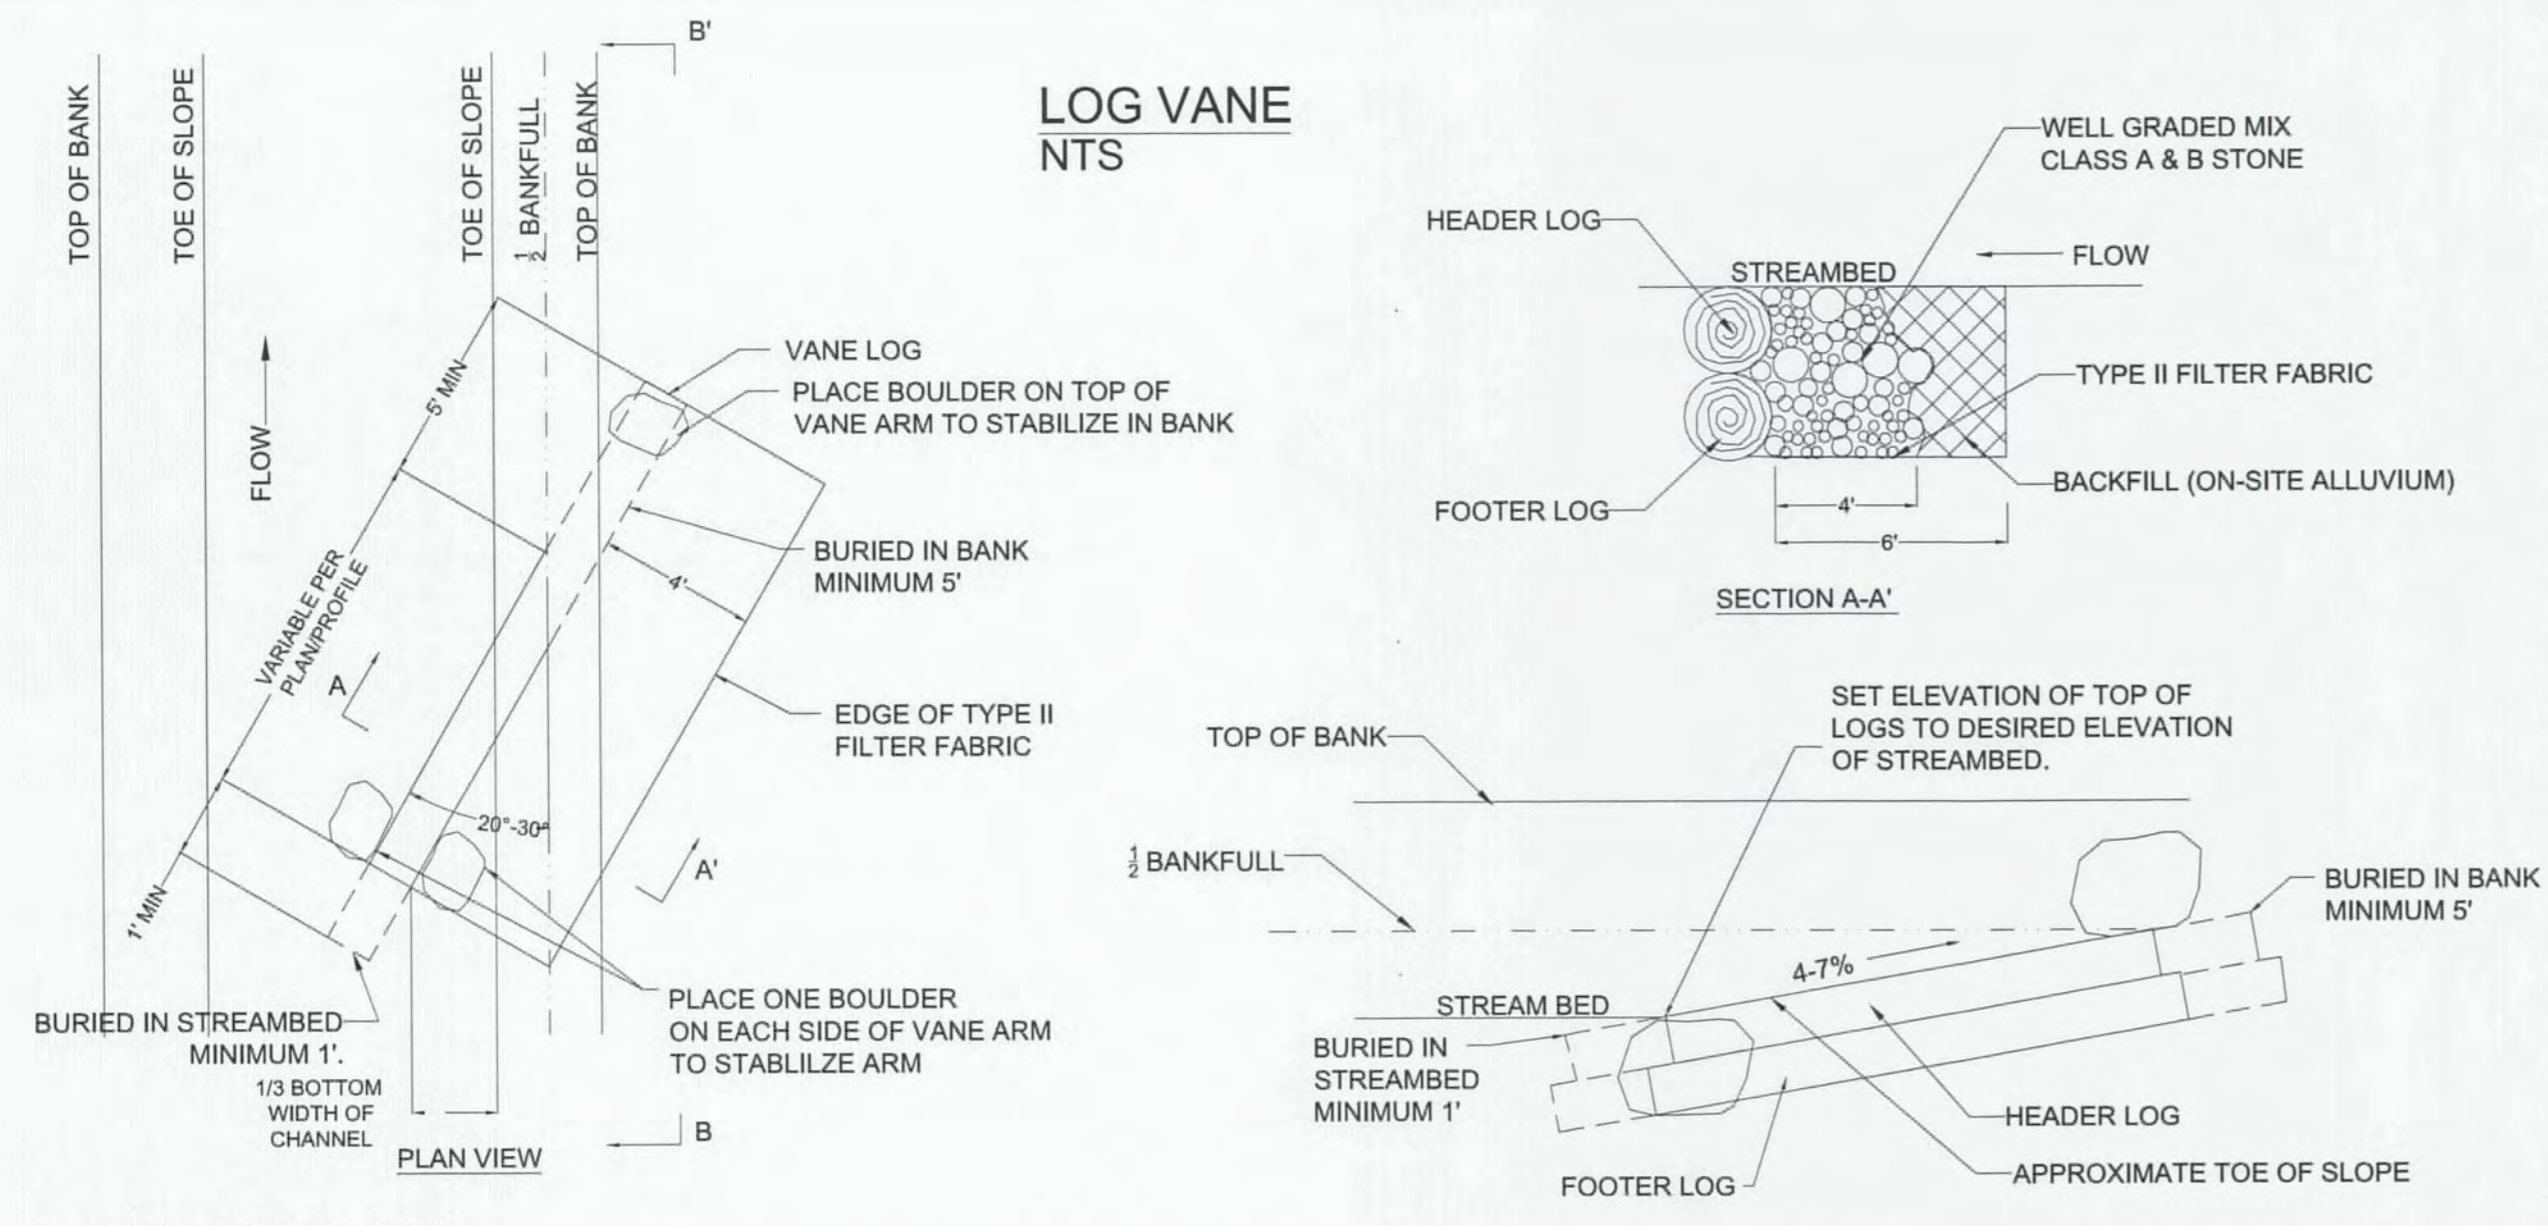 LOG VANE
NTS
TOP OF BANK
TOE OF SLOPE
TOE OF SLOPE
½ BANKFULL
TOP OF BANK
B'
FLOW
5' MIN
VARIABLE PER
PLAN/PROFILE
1' MIN
A
A'
4'
20°-30°
VANE LOG
PLACE BOULDER ON TOP OF
VANE ARM TO STABILIZE IN BANK
BURIED IN BANK
MINIMUM 5'
EDGE OF TYPE II
FILTER FABRIC
PLACE ONE BOULDER
ON EACH SIDE OF VANE ARM
TO STABLILZE ARM
BURIED IN STREAMBED
MINIMUM 1'.
1/3 BOTTOM
WIDTH OF
CHANNEL
B
PLAN VIEW
WELL GRADED MIX
CLASS A & B STONE
HEADER LOG
FLOW
STREAMBED
TYPE II FILTER FABRIC
BACKFILL (ON-SITE ALLUVIUM)
FOOTER LOG
4'
6'
SECTION A-A'
SET ELEVATION OF TOP OF
LOGS TO DESIRED ELEVATION
OF STREAMBED.
TOP OF BANK
½ BANKFULL
BURIED IN BANK
MINIMUM 5'
4-7%
STREAM BED
BURIED IN
STREAMBED
MINIMUM 1'
HEADER LOG
APPROXIMATE TOE OF SLOPE
FOOTER LOG